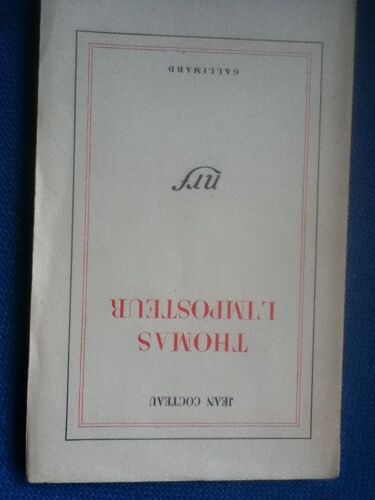 JEAN COCTEAU
THOMAS
L'IMPOSTEUR
nrf
GALLIMARD